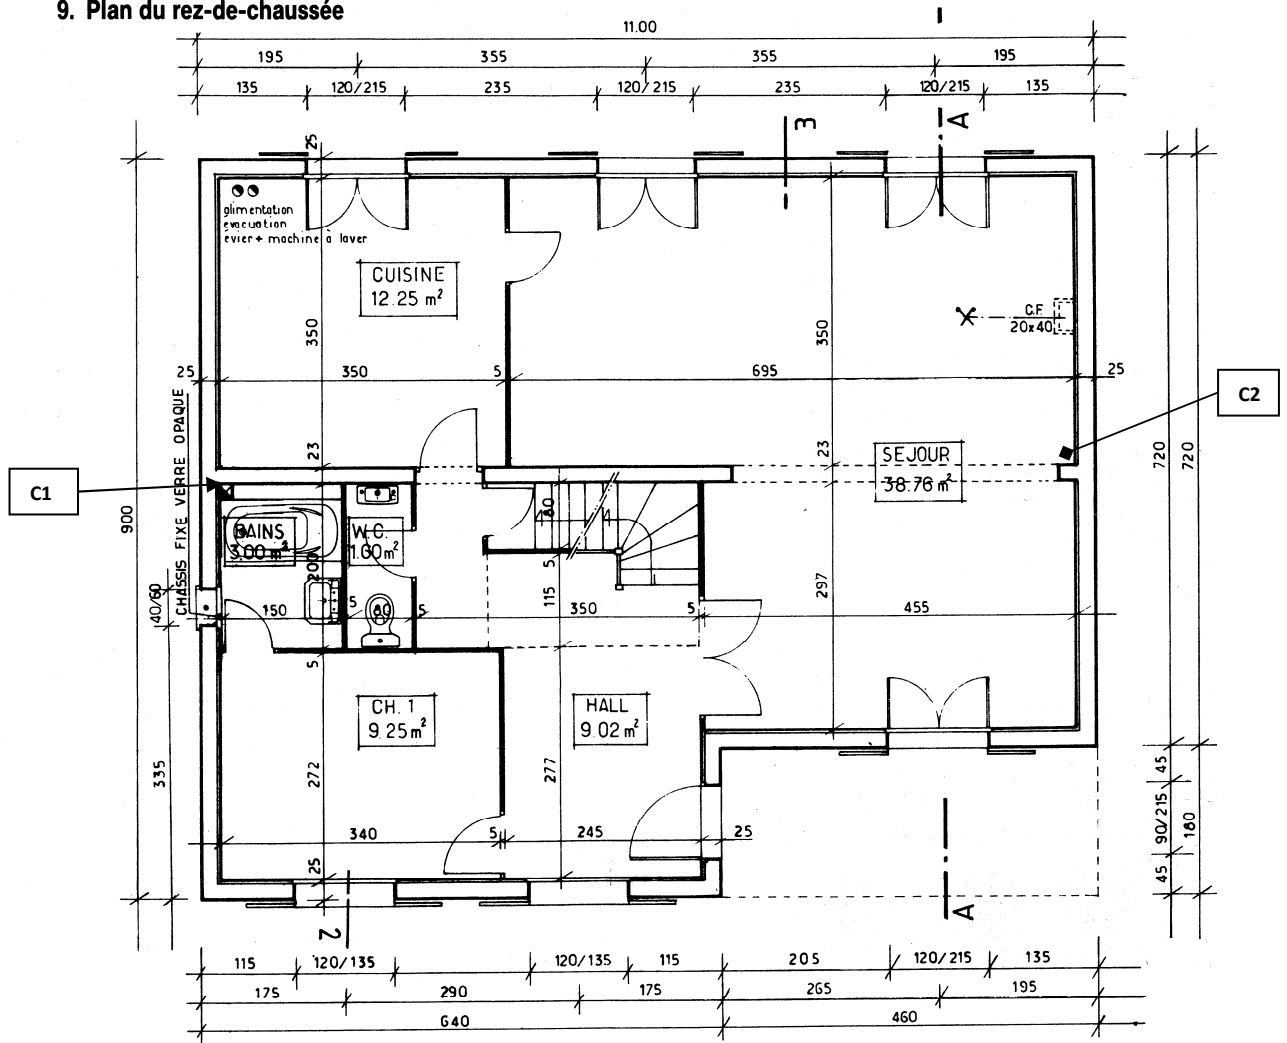 9. Plan du rez-de-chaussée
11.00
195 355 355 195
135 120/215 235 120/215 235 120/215 135
25
3
A
alimentation
évacuation
évier + machine à laver
CUISINE
12.25 m²
C.F.
20x40
350
350
25 350 5 695 25
C2
CHASSIS FIXE VERRE OPAQUE
23
23
SEJOUR
38.76 m²
720
720
C1
900
BAINS
3,00 m²
W.C.
1.00 m²
80
200
5
115
297
40/60
150 5 80 5 350 5 455
5
CH. 1
9.25 m²
HALL
9.02 m²
335
272
277
45
90/215
180
45
340 5 245 25
25
2
A
115 120/135 120/135 115 205 120/215 135
175 290 175 265 195
640 460